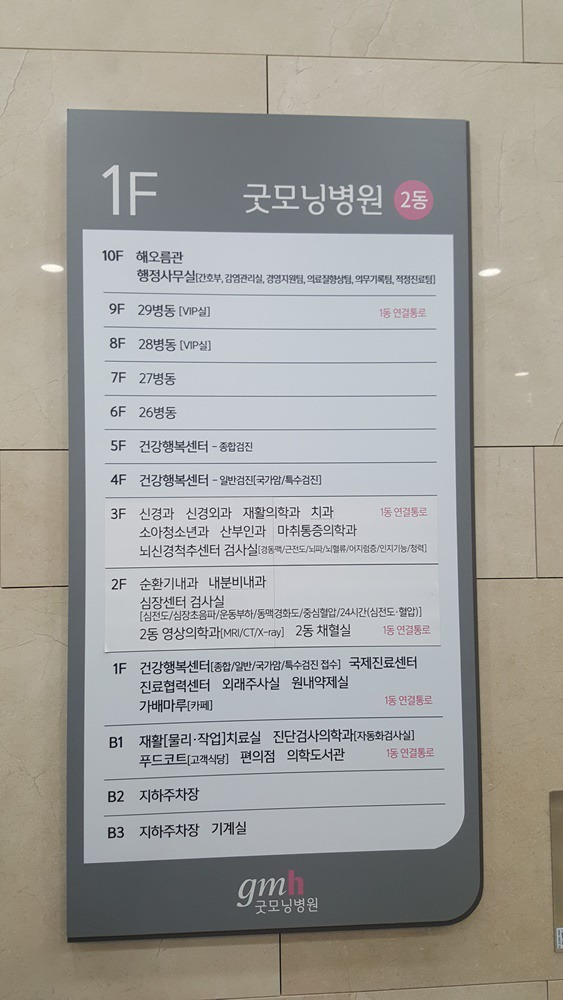 1F 굿모닝병원 2동
10F 해오름관
행정사무실[간호부, 감염관리실, 경영지원팀, 의료질향상팀, 의무기록팀, 적정진료팀]
9F 29병동 [VIP실] 1동 연결통로
8F 28병동 [VIP실]
7F 27병동
6F 26병동
5F 건강행복센터 - 종합검진
4F 건강행복센터 - 일반검진[국가암/특수검진]
3F 신경과 신경외과 재활의학과 치과 1동 연결통로
소아청소년과 산부인과 마취통증의학과
뇌신경척추센터 검사실[경동맥/근전도/뇌파/뇌혈류/어지럼증/인지기능/청력]
2F 순환기내과 내분비내과
심장센터 검사실
[심전도/심장초음파/운동부하/동맥경화도/중심혈압/24시간(심전도·혈압)]
2동 영상의학과[MRI/CT/X-ray] 2동 채혈실 1동 연결통로
1F 건강행복센터[종합/일반/국가암/특수검진 접수] 국제진료센터
진료협력센터 외래주사실 원내약제실
가배마루[카페] 1동 연결통로
B1 재활[물리·작업]치료실 진단검사의학과[자동화검사실]
푸드코트[고객식당] 편의점 의학도서관 1동 연결통로
B2 지하주차장
B3 지하주차장 기계실
gmh
굿모닝병원